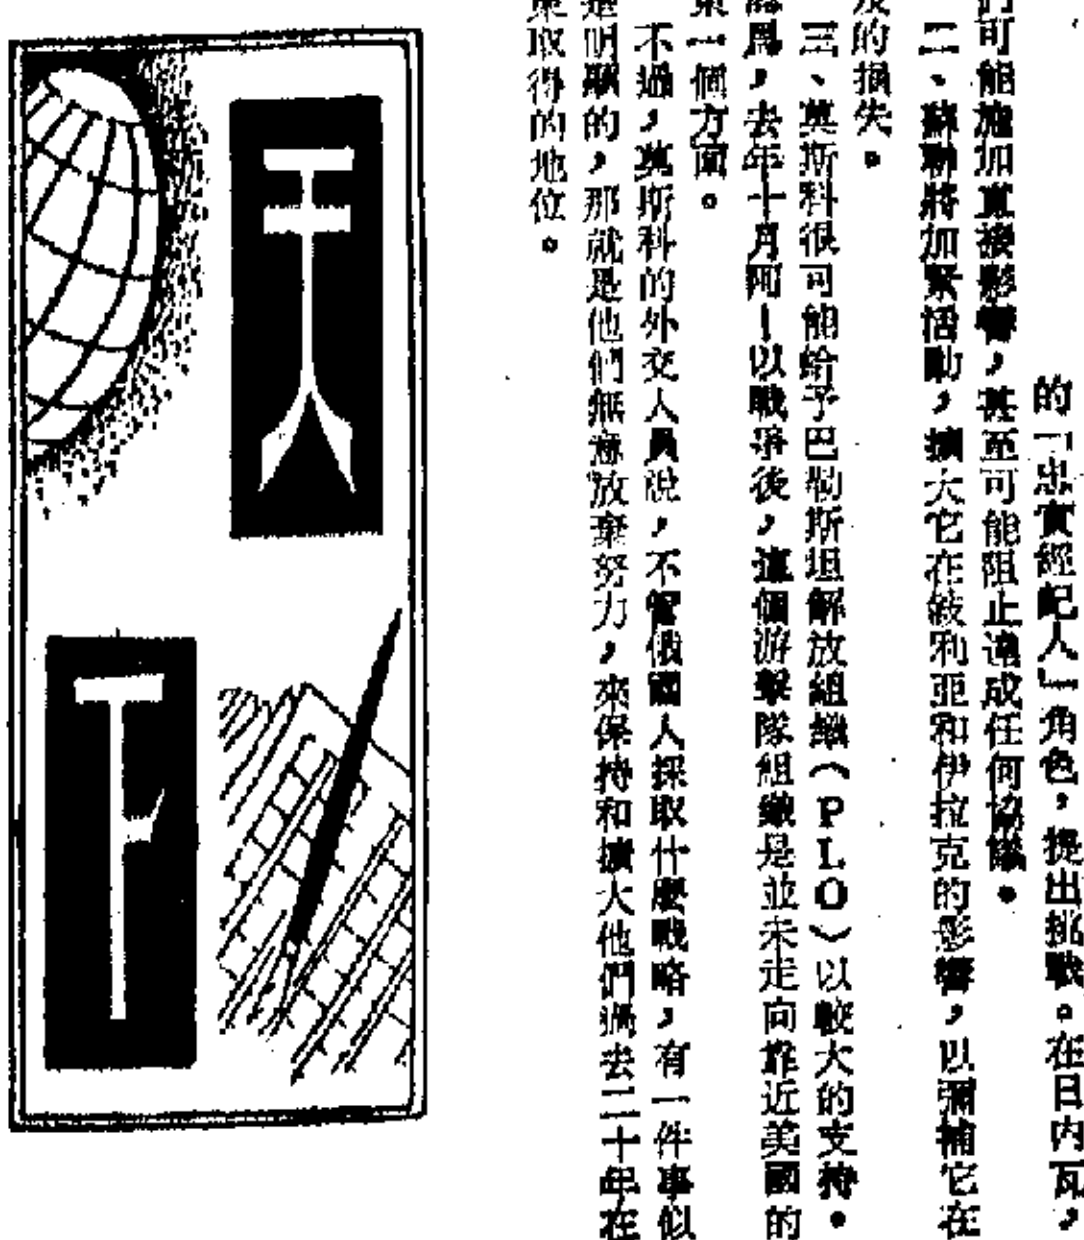 的「忠實經紀人」角色，提出挑戰。在日內瓦，
們可能施加直接影響，甚至可能阻止達成任何協議。
二、蘇聯將加緊活動，擴大它在敍利亞和伊拉克的影響，以彌補它在
及的損失。
三、莫斯科很可能給予巴勒斯坦解放組織（PLO）以較大的支持。
爲，去年十月阿－以戰爭後，這個游擊隊組織是並未走向靠近美國的
一個方面。
不過，莫斯科的外交人員說，不管俄國人採取什麼戰略，有一件事似
是明顯的，那就是他們無意放棄努力，來保持和擴大他們過去二十年在
取得的地位。
天下